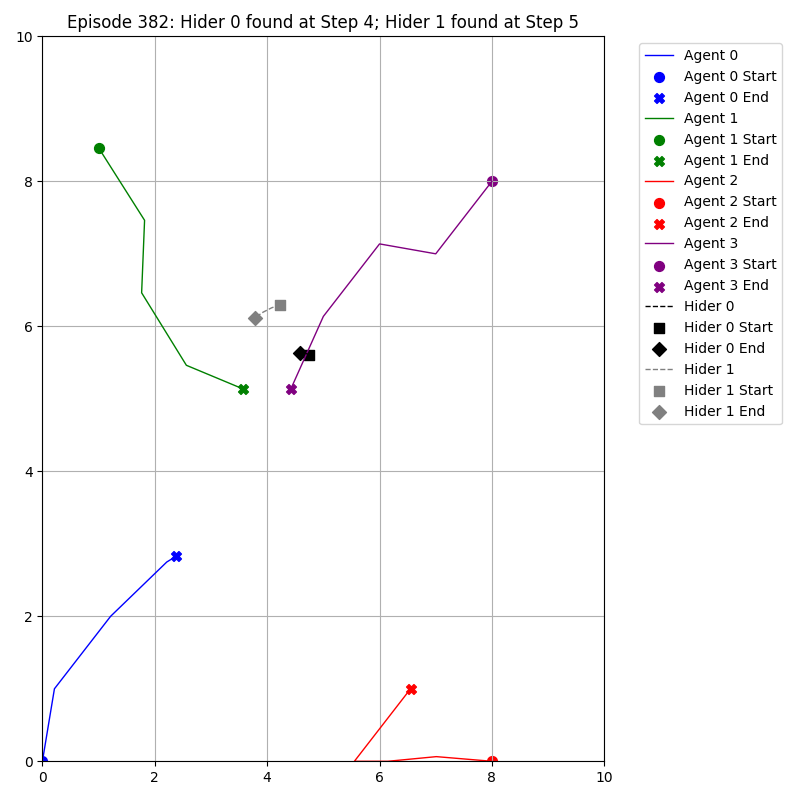 Episode 382: Hider 0 found at Step 4; Hider 1 found at Step 5
10
8
6
4
2
0
0 2 4 6 8 10
Agent 0
Agent 0 Start
Agent 0 End
Agent 1
Agent 1 Start
Agent 1 End
Agent 2
Agent 2 Start
Agent 2 End
Agent 3
Agent 3 Start
Agent 3 End
Hider 0
Hider 0 Start
Hider 0 End
Hider 1
Hider 1 Start
Hider 1 End